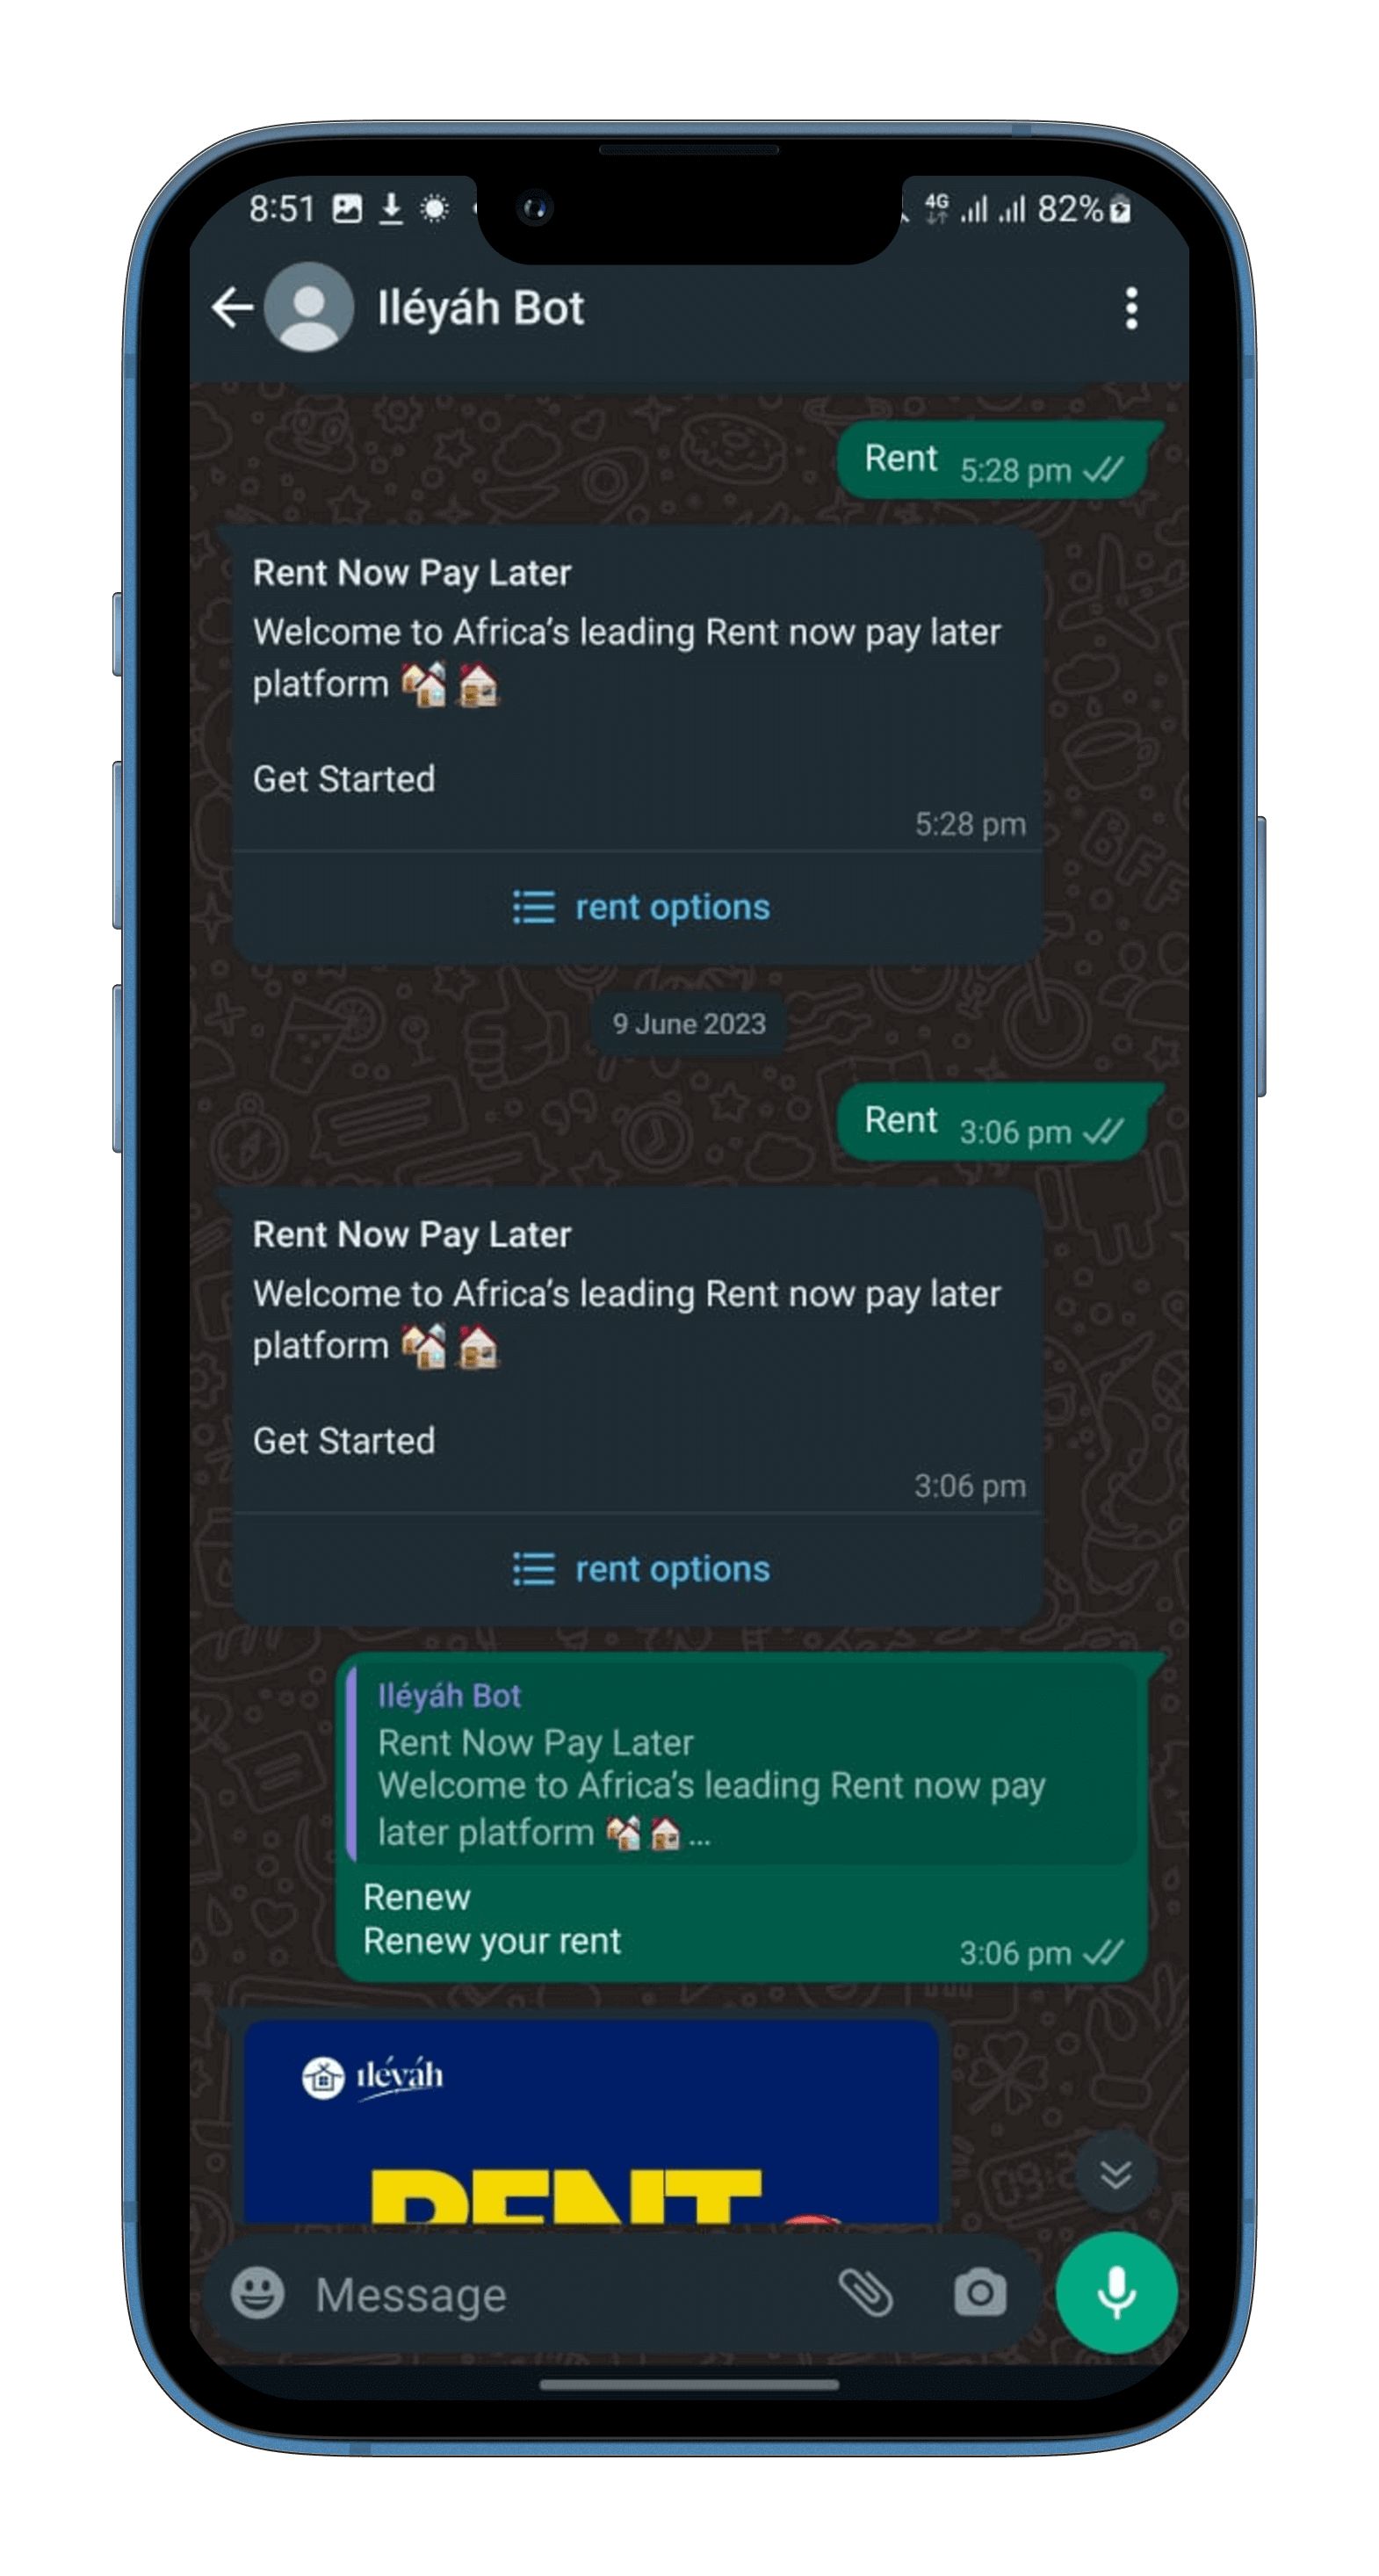 8:51
4G
82%
Iléyáh Bot
Rent
5:28 pm
Rent Now Pay Later
Welcome to Africa’s leading Rent now pay later
platform
Get Started
5:28 pm
rent options
9 June 2023
Rent
3:06 pm
Rent Now Pay Later
Welcome to Africa’s leading Rent now pay later
platform
Get Started
3:06 pm
rent options
Iléyáh Bot
Rent Now Pay Later
Welcome to Africa’s leading Rent now pay
later platform ...
Renew
Renew your rent
3:06 pm
ıléyáh
RENT
Message